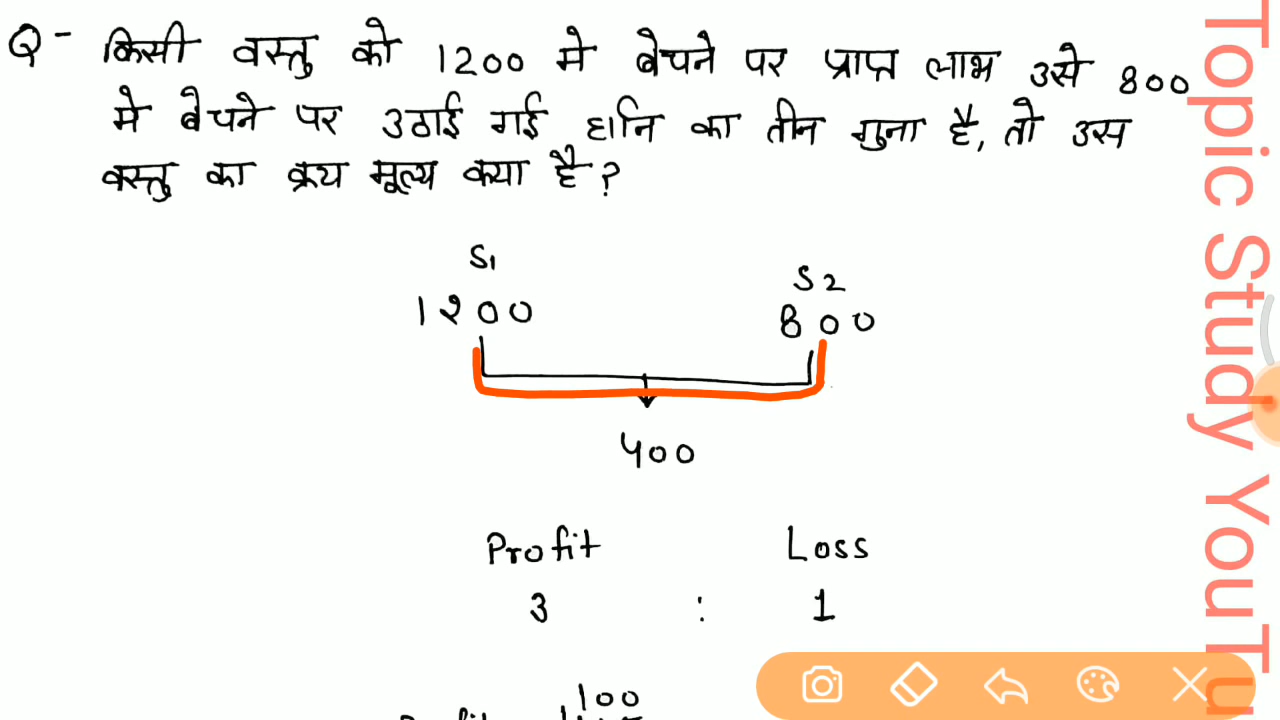 Q- किसी वस्तु को 1200 मे बेचने पर प्राप्त लाभ उसे 800
मे बेचने पर उठाई गई हानि का तीन गुना है, तो उस
वस्तु का क्रय मूल्य क्या है?
S1 S2
1200 800
400
Profit Loss
3 : 1
100
Topic Study YouTu